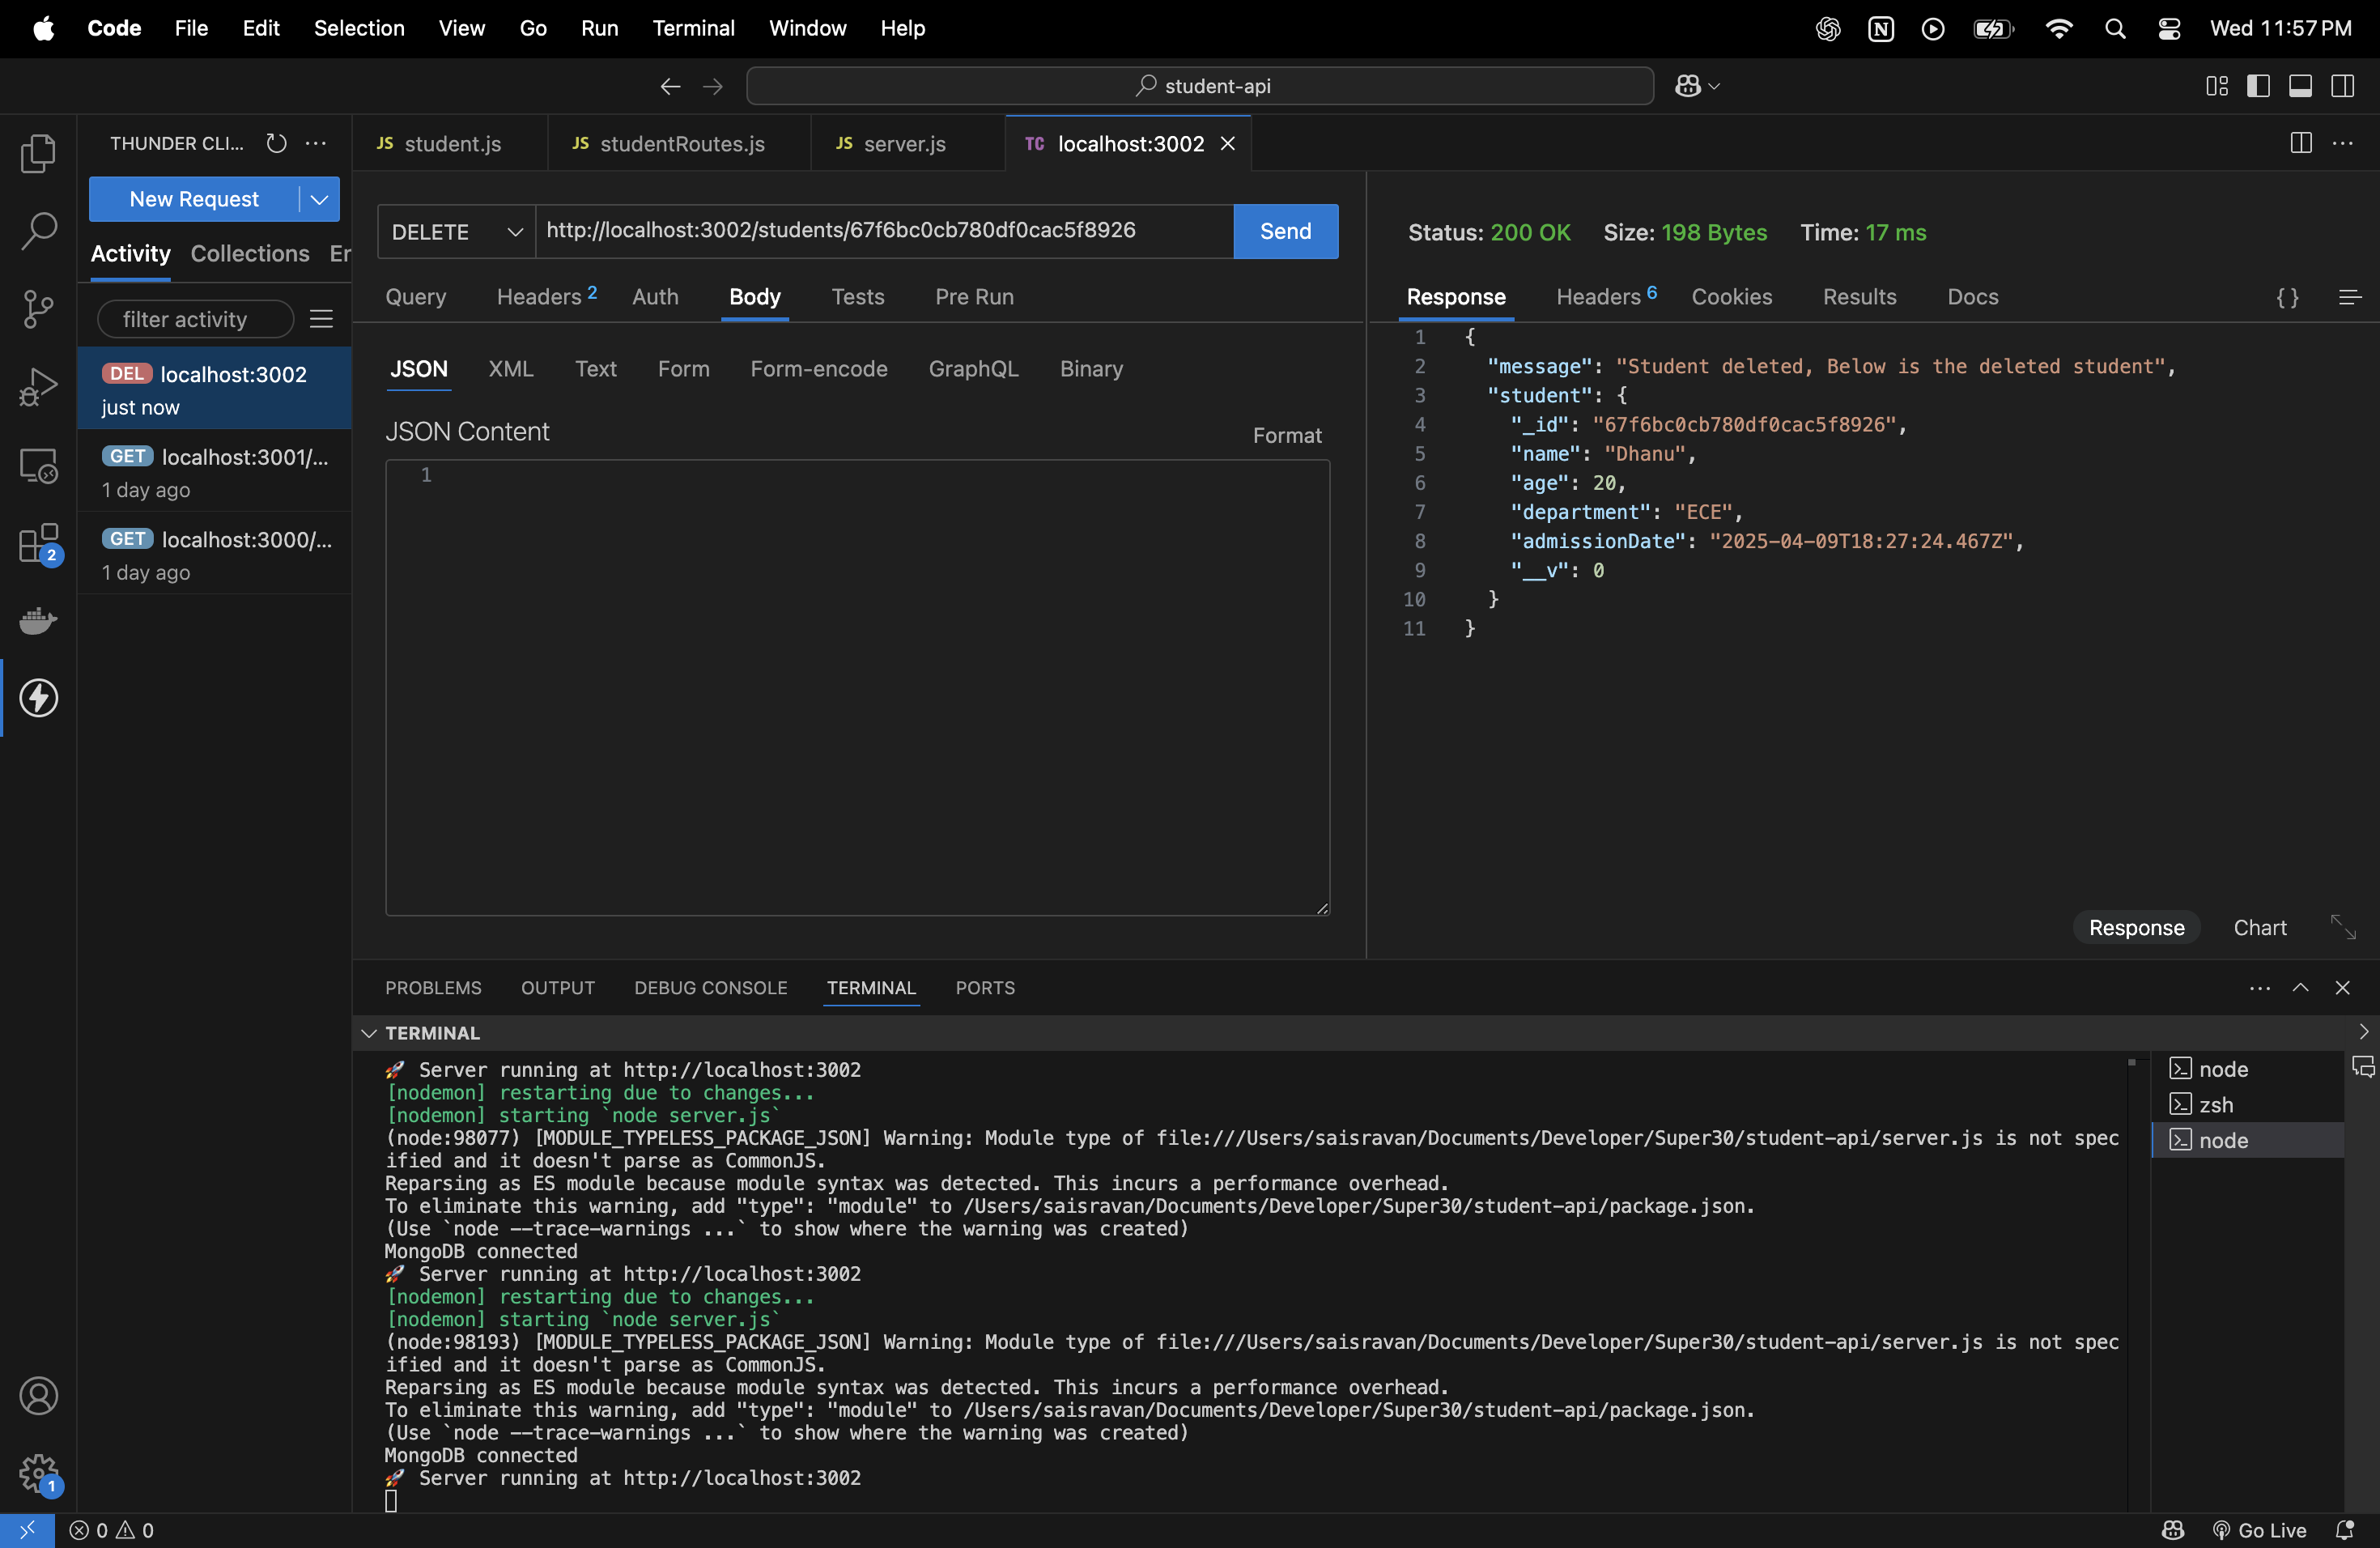 Code File Edit Selection View Go Run Terminal Window Help Wed 11:57 PM
student-api
THUNDER CLI...
JS student.js JS studentRoutes.js JS server.js TC localhost:3002
New Request
Activity Collections Er
filter activity
DEL localhost:3002
just now
GET localhost:3001/...
1 day ago
GET localhost:3000/...
1 day ago
2
1
DELETE http://localhost:3002/students/67f6bc0cb780df0cac5f8926 Send
Query Headers 2 Auth Body Tests Pre Run
JSON XML Text Form Form-encode GraphQL Binary
JSON Content Format
1
Status: 200 OK Size: 198 Bytes Time: 17 ms
Response Headers 6 Cookies Results Docs {}
1 {
2 "message": "Student deleted, Below is the deleted student",
3 "student": {
4 "_id": "67f6bc0cb780df0cac5f8926",
5 "name": "Dhanu",
6 "age": 20,
7 "department": "ECE",
8 "admissionDate": "2025-04-09T18:27:24.467Z",
9 "__v": 0
10 }
11 }
Response Chart
PROBLEMS OUTPUT DEBUG CONSOLE TERMINAL PORTS
TERMINAL
🚀 Server running at http://localhost:3002
[nodemon] restarting due to changes...
[nodemon] starting `node server.js`
(node:98077) [MODULE_TYPELESS_PACKAGE_JSON] Warning: Module type of file:///Users/saisravan/Documents/Developer/Super30/student-api/server.js is not spec
ified and it doesn't parse as CommonJS.
Reparsing as ES module because module syntax was detected. This incurs a performance overhead.
To eliminate this warning, add "type": "module" to /Users/saisravan/Documents/Developer/Super30/student-api/package.json.
(Use `node --trace-warnings ...` to show where the warning was created)
MongoDB connected
🚀 Server running at http://localhost:3002
[nodemon] restarting due to changes...
[nodemon] starting `node server.js`
(node:98193) [MODULE_TYPELESS_PACKAGE_JSON] Warning: Module type of file:///Users/saisravan/Documents/Developer/Super30/student-api/server.js is not spec
ified and it doesn't parse as CommonJS.
Reparsing as ES module because module syntax was detected. This incurs a performance overhead.
To eliminate this warning, add "type": "module" to /Users/saisravan/Documents/Developer/Super30/student-api/package.json.
(Use `node --trace-warnings ...` to show where the warning was created)
MongoDB connected
🚀 Server running at http://localhost:3002
node
zsh
node
0 0 Go Live